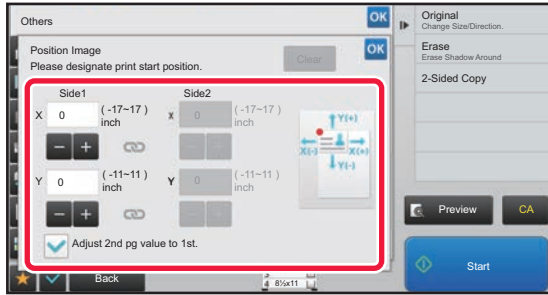 Others
OK
Position Image
Please designate print start position.
Clear
OK
Side1
Side2
X 0 ( -17~17 )
inch
x 0 ( -17~17 )
inch
− +
− +
Y(+)
X(-) X(+)
Y(-)
Y 0 ( -11~11 )
inch
Y 0 ( -11~11 )
inch
− +
− +
Adjust 2nd pg value to 1st.
Back
4 8½x11
Original
Change Size/Direction.
Erase
Erase Shadow Around
2-Sided Copy
Preview
CA
Start